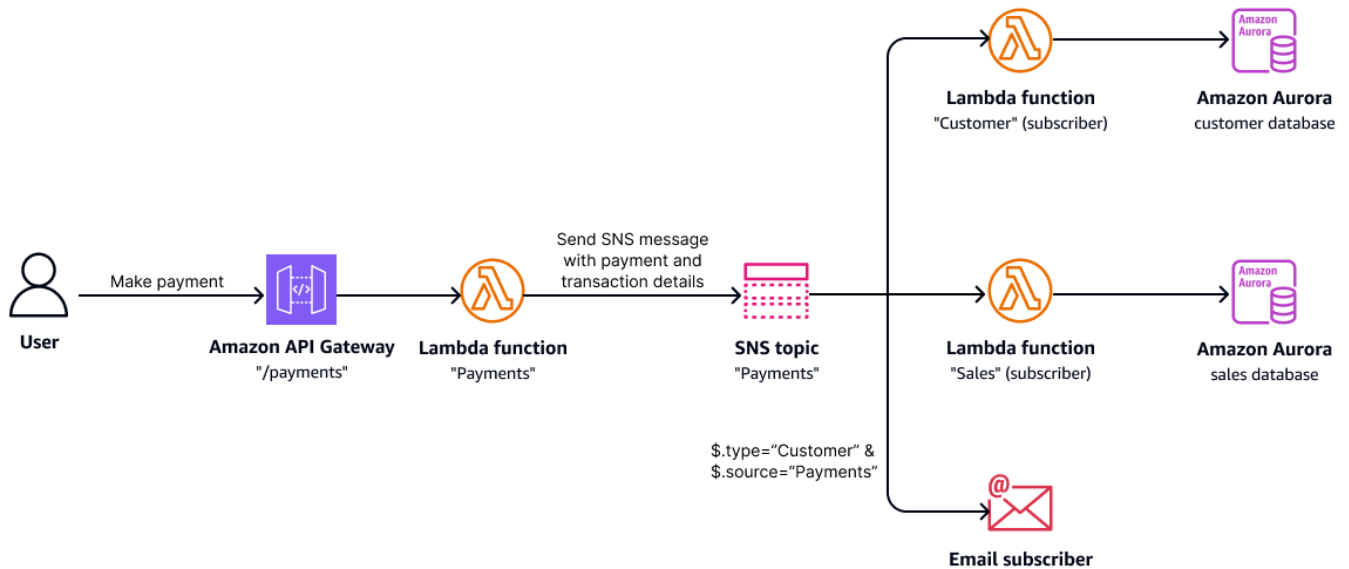 Amazon
Aurora
Lambda function
"Customer" (subscriber)
Amazon Aurora
customer database
Make payment
</>
Send SNS message
with payment and
transaction details
Amazon
Aurora
User
Amazon API Gateway
"/payments"
Lambda function
"Payments"
SNS topic
"Payments"
Lambda function
"Sales" (subscriber)
Amazon Aurora
sales database
$.type=”Customer” &
$.source=”Payments”
@
Email subscriber